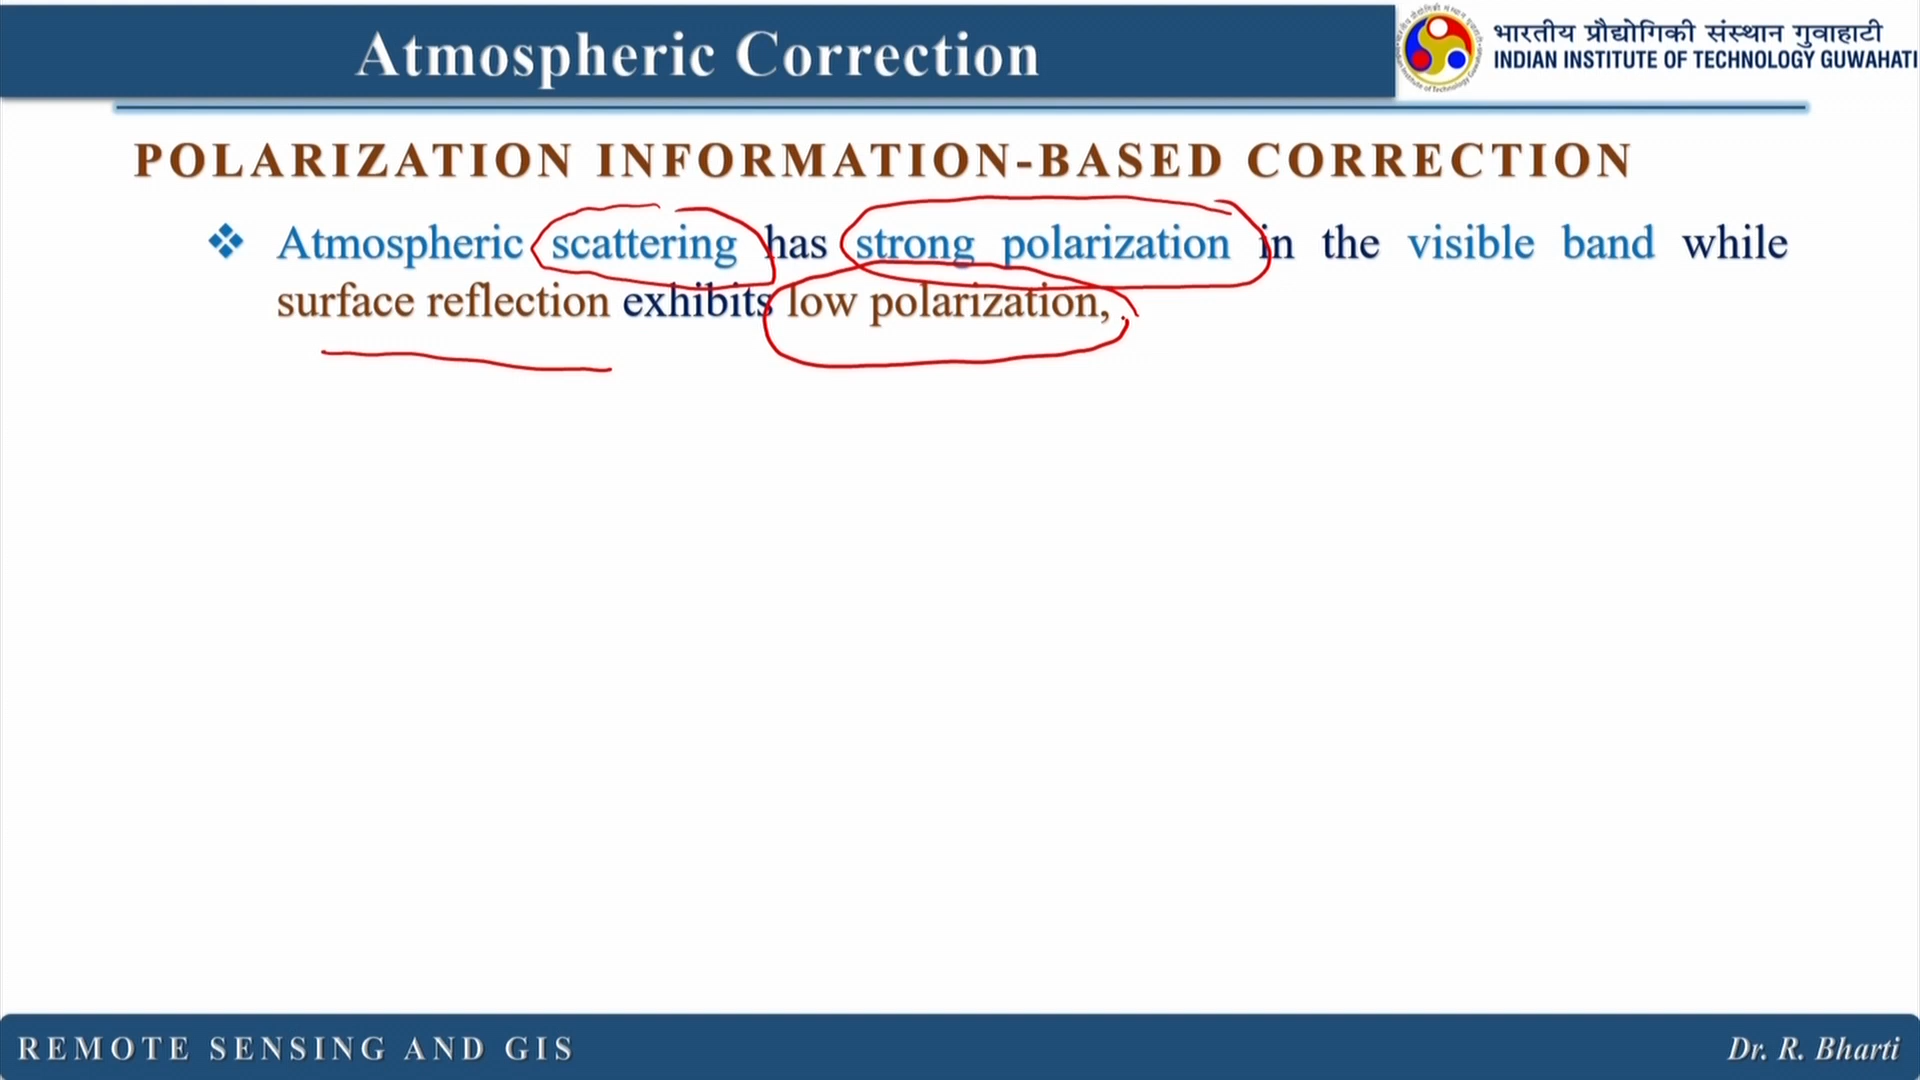 Atmospheric Correction
भारतीय प्रौद्योगिकी संस्थान गुवाहाटी
INDIAN INSTITUTE OF TECHNOLOGY GUWAHATI
POLARIZATION INFORMATION-BASED CORRECTION
❖ Atmospheric scattering has strong polarization in the visible band while
surface reflection exhibits low polarization,
REMOTE SENSING AND GIS
Dr. R. Bharti